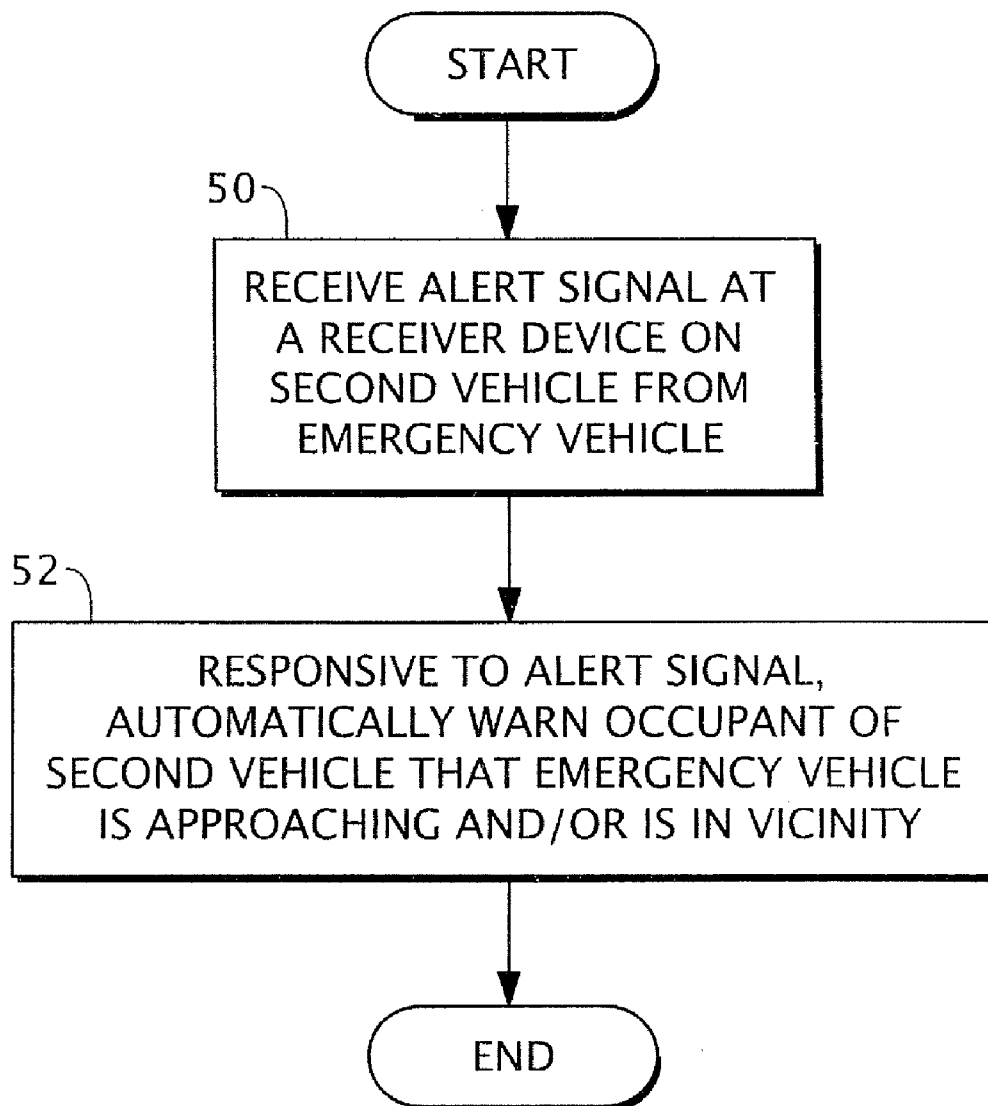 START
50
RECEIVE ALERT SIGNAL AT
A RECEIVER DEVICE ON
SECOND VEHICLE FROM
EMERGENCY VEHICLE
52
RESPONSIVE TO ALERT SIGNAL,
AUTOMATICALLY WARN OCCUPANT OF
SECOND VEHICLE THAT EMERGENCY VEHICLE
IS APPROACHING AND/OR IS IN VICINITY
END